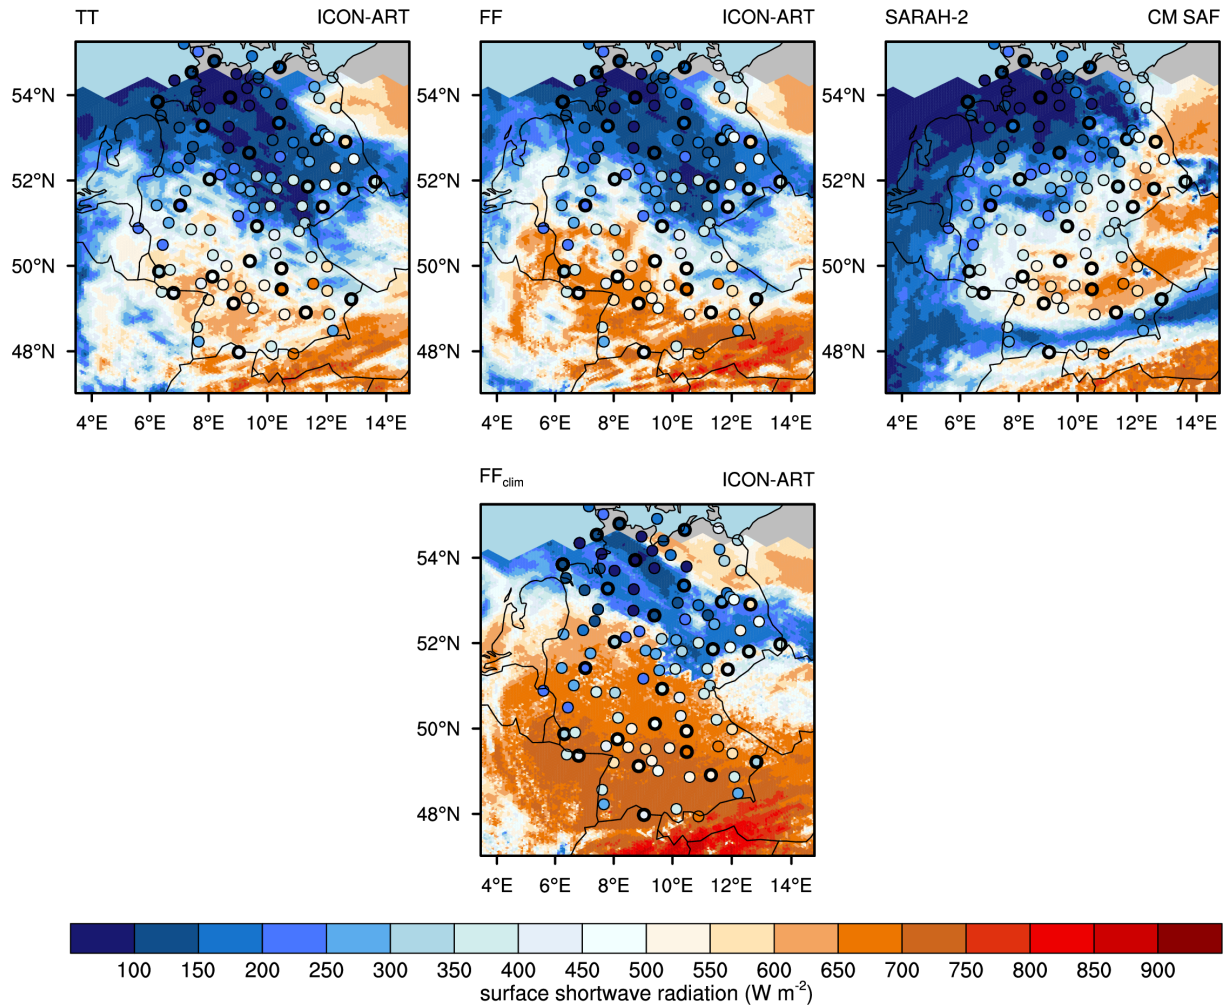 TT ICON-ART FF ICON-ART SARAH-2 CM SAF
54°N 54°N 54°N
52°N 52°N 52°N
50°N 50°N 50°N
48°N 48°N 48°N
4°E 6°E 8°E 10°E 12°E 14°E 4°E 6°E 8°E 10°E 12°E 14°E 4°E 6°E 8°E 10°E 12°E 14°E
FFclim ICON-ART
54°N
52°N
50°N
48°N
4°E 6°E 8°E 10°E 12°E 14°E
100 150 200 250 300 350 400 450 500 550 600 650 700 750 800 850 900
surface shortwave radiation (W m⁻²)